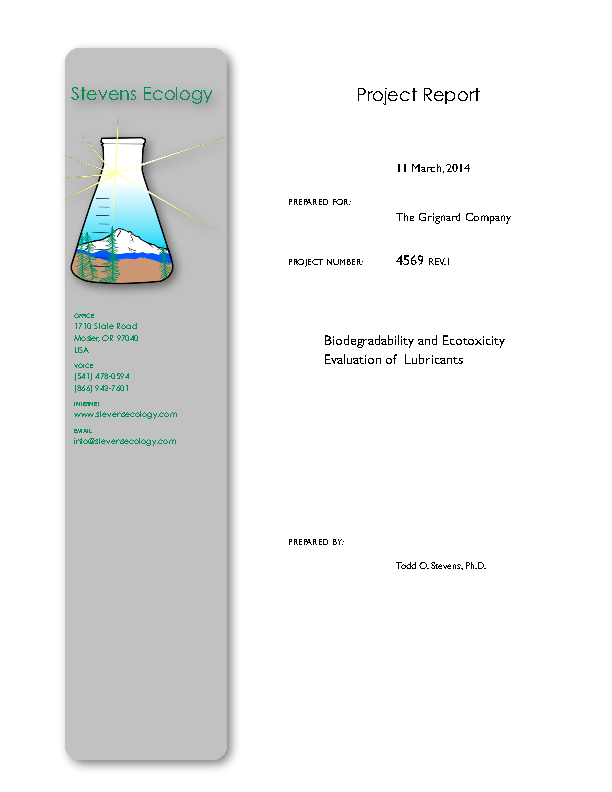 Stevens Ecology
OFFICE
1710 State Road
Mosier, OR 97040
USA
VOICE
(541) 478-0594
(866) 942-7601
INTERNET
www.stevensecology.com
EMAIL
info@stevensecology.com
Project Report
11 March, 2014
PREPARED FOR:
The Grignard Company
PROJECT NUMBER: 4569 REV.1
Biodegradability and Ecotoxicity
Evaluation of Lubricants
PREPARED BY:
Todd O. Stevens, Ph.D.